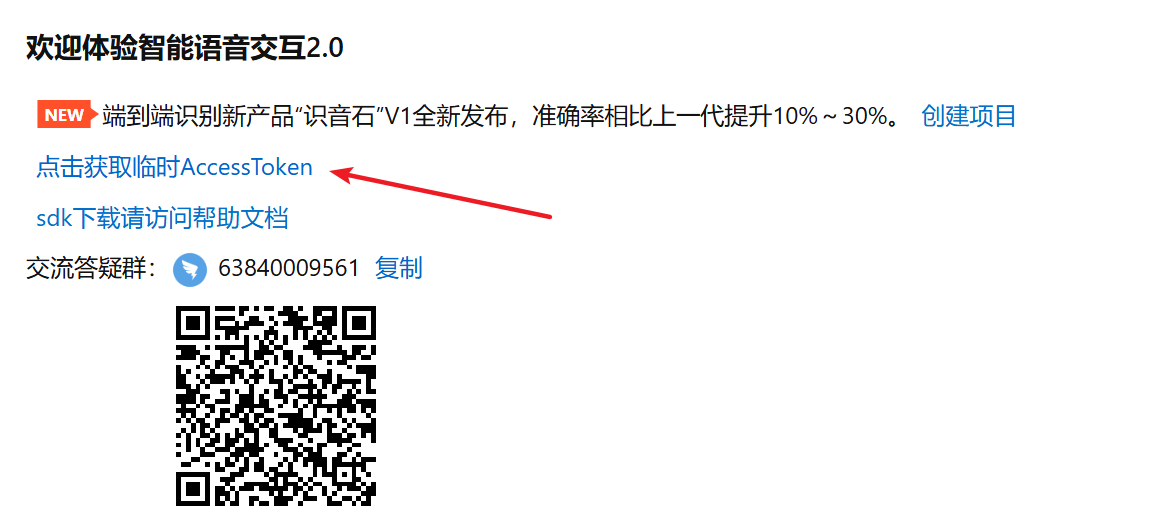 欢迎体验智能语音交互2.0
NEW 端到端识别新产品“识音石”V1全新发布，准确率相比上一代提升10%～30%。 创建项目
点击获取临时AccessToken
sdk下载请访问帮助文档
交流答疑群： 63840009561 复制